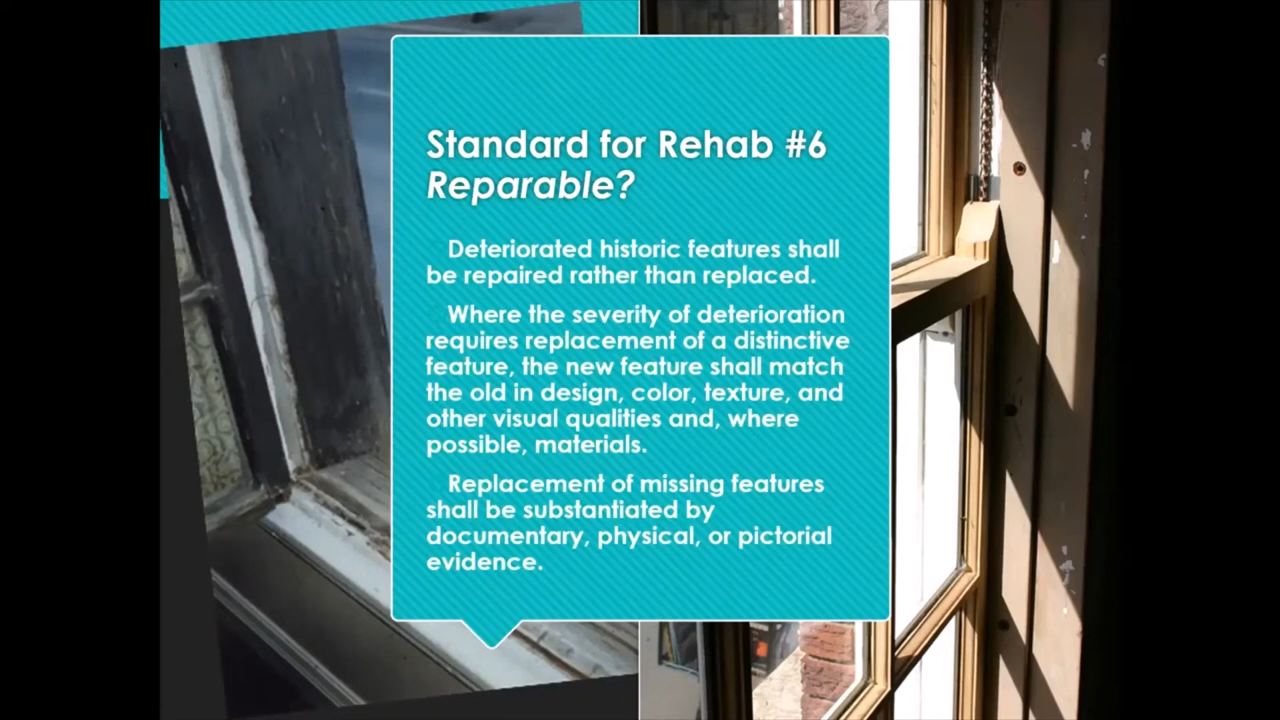 Standard for Rehab #6
Reparable?
Deteriorated historic features shall
be repaired rather than replaced.
Where the severity of deterioration
requires replacement of a distinctive
feature, the new feature shall match
the old in design, color, texture, and
other visual qualities and, where
possible, materials.
Replacement of missing features
shall be substantiated by
documentary, physical, or pictorial
evidence.